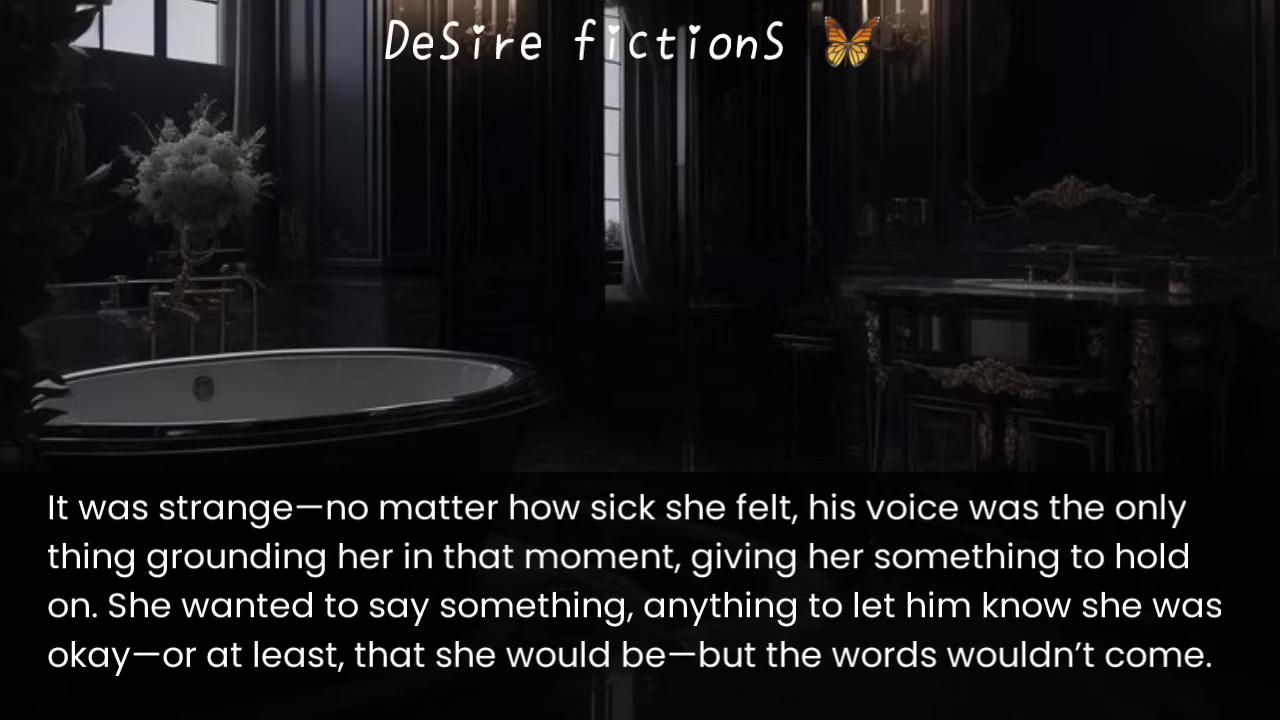 DeSire fictionS 🦋
It was strange—no matter how sick she felt, his voice was the only
thing grounding her in that moment, giving her something to hold
on. She wanted to say something, anything to let him know she was
okay—or at least, that she would be—but the words wouldn’t come.